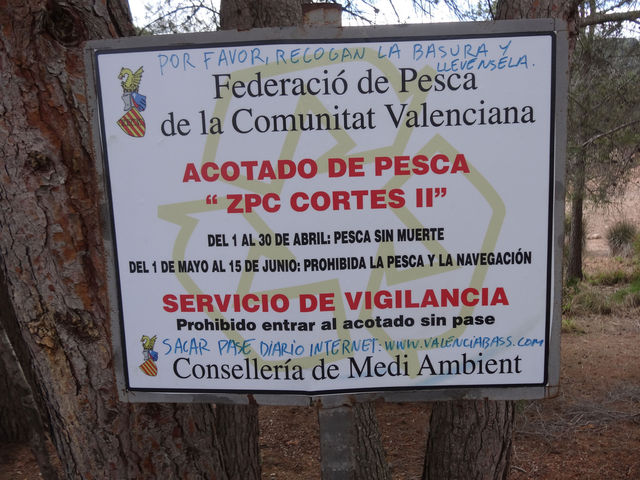 POR FAVOR, RECOGAN LA BASURA Y
LLEVENSELA.
Federació de Pesca
de la Comunitat Valenciana
ACOTADO DE PESCA
“ ZPC CORTES II”
DEL 1 AL 30 DE ABRIL: PESCA SIN MUERTE
DEL 1 DE MAYO AL 15 DE JUNIO: PROHIBIDA LA PESCA Y LA NAVEGACIÓN
SERVICIO DE VIGILANCIA
Prohibido entrar al acotado sin pase
SACAR PASE DIARIO INTERNET. WWW.VALENCIABASS.COM
Consellería de Medi Ambient